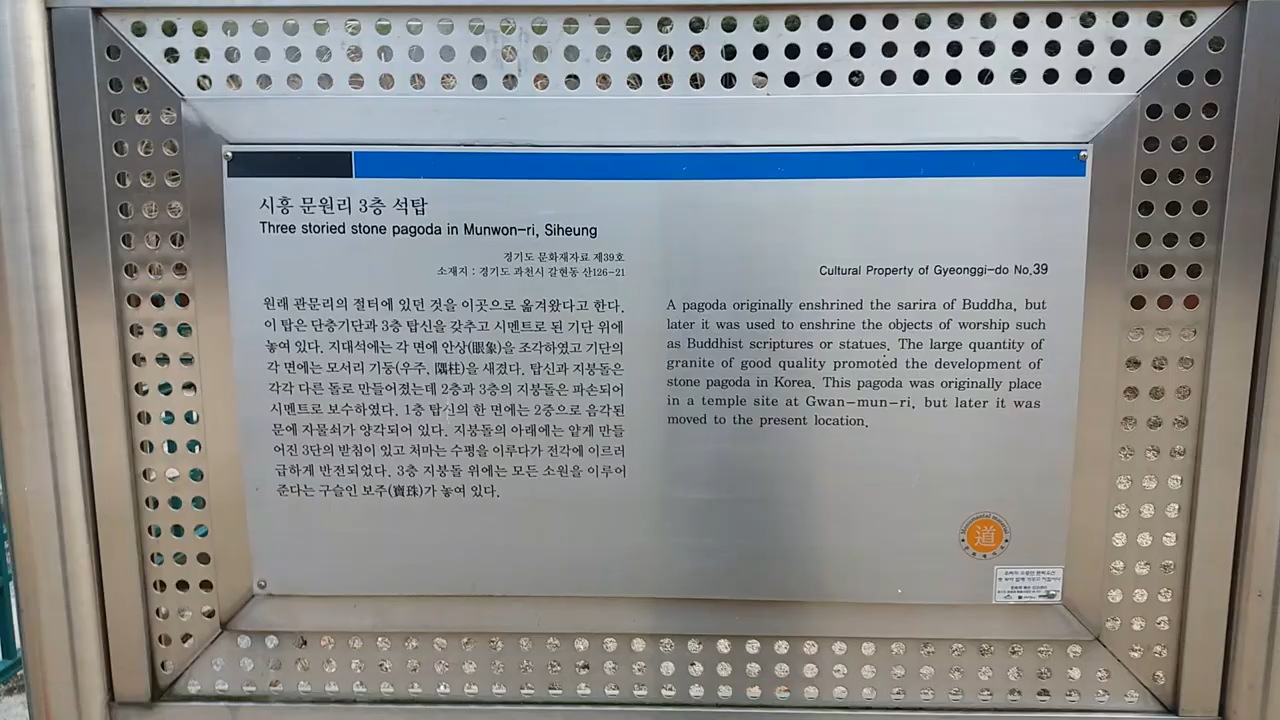 시흥 문원리 3층 석탑
Three storied stone pagoda in Munwon-ri, Siheung
경기도 문화재자료 제39호
소재지 : 경기도 과천시 갈현동 산126-21
원래 관문리의 절터에 있던 것을 이곳으로 옮겨왔다고 한다.
이 탑은 단층기단과 3층 탑신을 갖추고 시멘트로 된 기단 위에
놓여 있다. 지대석에는 각 면에 안상(眼象)을 조각하였고 기단의
각 면에는 모서리 기둥(우주, 隅柱)을 새겼다. 탑신과 지붕돌은
각각 다른 돌로 만들어졌는데 2층과 3층의 지붕돌은 파손되어
시멘트로 보수하였다. 1층 탑신의 한 면에는 2중으로 음각된
문에 자물쇠가 양각되어 있다. 지붕돌의 아래에는 얕게 만들
어진 3단의 받침이 있고 처마는 수평을 이루다가 전각에 이르러
급하게 반전되었다. 3층 지붕돌 위에는 모든 소원을 이루어
준다는 구슬인 보주(寶珠)가 놓여 있다.
Cultural Property of Gyeonggi-do No.39
A pagoda originally enshrined the sarira of Buddha, but
later it was used to enshrine the objects of worship such
as Buddhist scriptures or statues. The large quantity of
granite of good quality promoted the development of
stone pagoda in Korea. This pagoda was originally place
in a temple site at Gwan-mun-ri, but later it was
moved to the present location.
Monumental material
道